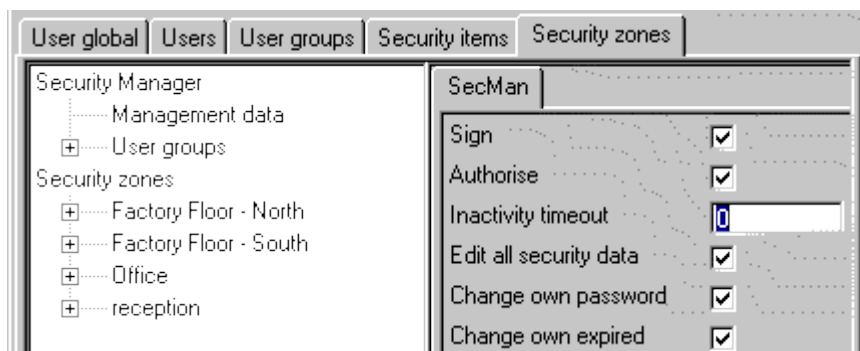 User global Users User groups Security items Security zones
Security Manager
Management data
User groups
Security zones
Factory Floor - North
Factory Floor - South
Office
reception
SecMan
Sign
Authorise
Inactivity timeout 0
Edit all security data
Change own password
Change own expired